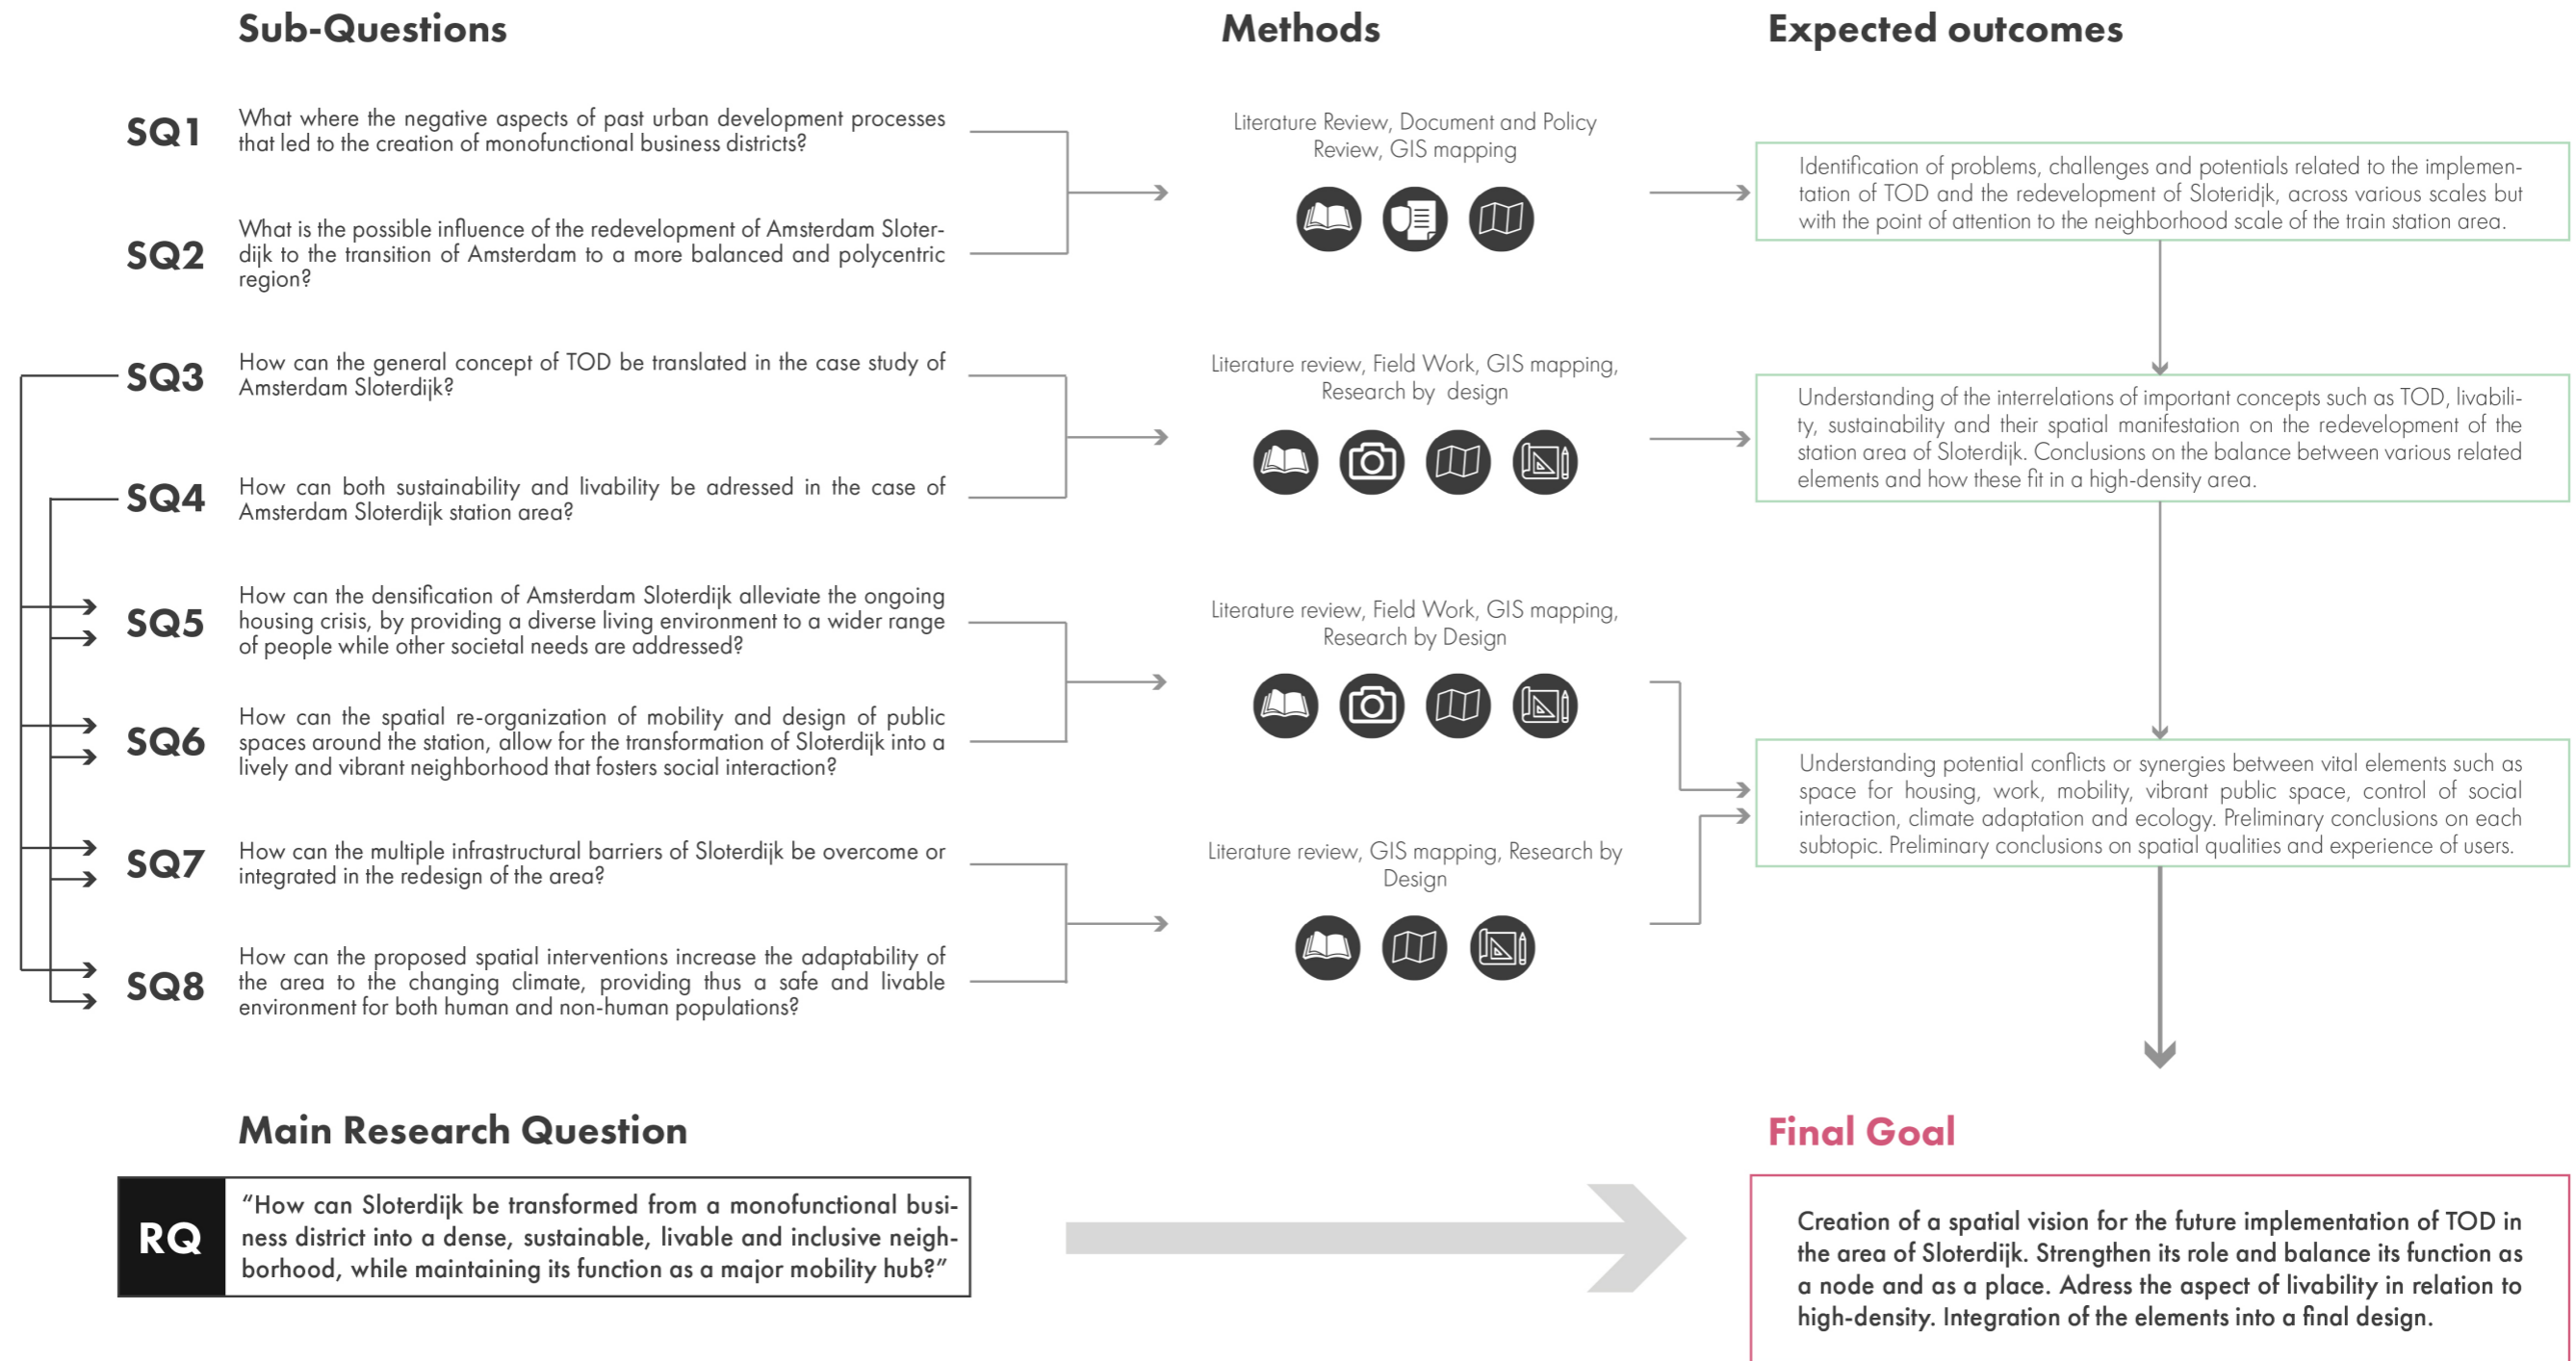 Sub-Questions
Methods
Expected outcomes
SQ1
What where the negative aspects of past urban development processes
that led to the creation of monofunctional business districts?
SQ2
What is the possible influence of the redevelopment of Amsterdam Sloter-
dijk to the transition of Amsterdam to a more balanced and polycentric
region?
Literature Review, Document and Policy
Review, GIS mapping
Identification of problems, challenges and potentials related to the implemen-
tation of TOD and the redevelopment of Sloteridjk, across various scales but
with the point of attention to the neighborhood scale of the train station area.
SQ3
How can the general concept of TOD be translated in the case study of
Amsterdam Sloterdijk?
SQ4
How can both sustainability and livability be adressed in the case of
Amsterdam Sloterdijk station area?
Literature review, Field Work, GIS mapping,
Research by design
Understanding of the interrelations of important concepts such as TOD, livabili-
ty, sustainability and their spatial manifestation on the redevelopment of the
station area of Sloterdijk. Conclusions on the balance between various related
elements and how these fit in a high-density area.
SQ5
How can the densification of Amsterdam Sloterdijk alleviate the ongoing
housing crisis, by providing a diverse living environment to a wider range
of people while other societal needs are addressed?
SQ6
How can the spatial re-organization of mobility and design of public
spaces around the station, allow for the transformation of Sloterdijk into a
lively and vibrant neighborhood that fosters social interaction?
Literature review, Field Work, GIS mapping,
Research by Design
SQ7
How can the multiple infrastructural barriers of Sloterdijk be overcome or
integrated in the redesign of the area?
SQ8
How can the proposed spatial interventions increase the adaptability of
the area to the changing climate, providing thus a safe and livable
environment for both human and non-human populations?
Literature review, GIS mapping, Research by
Design
Understanding potential conflicts or synergies between vital elements such as
space for housing, work, mobility, vibrant public space, control of social
interaction, climate adaptation and ecology. Preliminary conclusions on each
subtopic. Preliminary conclusions on spatial qualities and experience of users.
Main Research Question
RQ
“How can Sloterdijk be transformed from a monofunctional busi-
ness district into a dense, sustainable, livable and inclusive neigh-
borhood, while maintaining its function as a major mobility hub?”
Final Goal
Creation of a spatial vision for the future implementation of TOD in
the area of Sloterdijk. Strengthen its role and balance its function as
a node and as a place. Adress the aspect of livability in relation to
high-density. Integration of the elements into a final design.